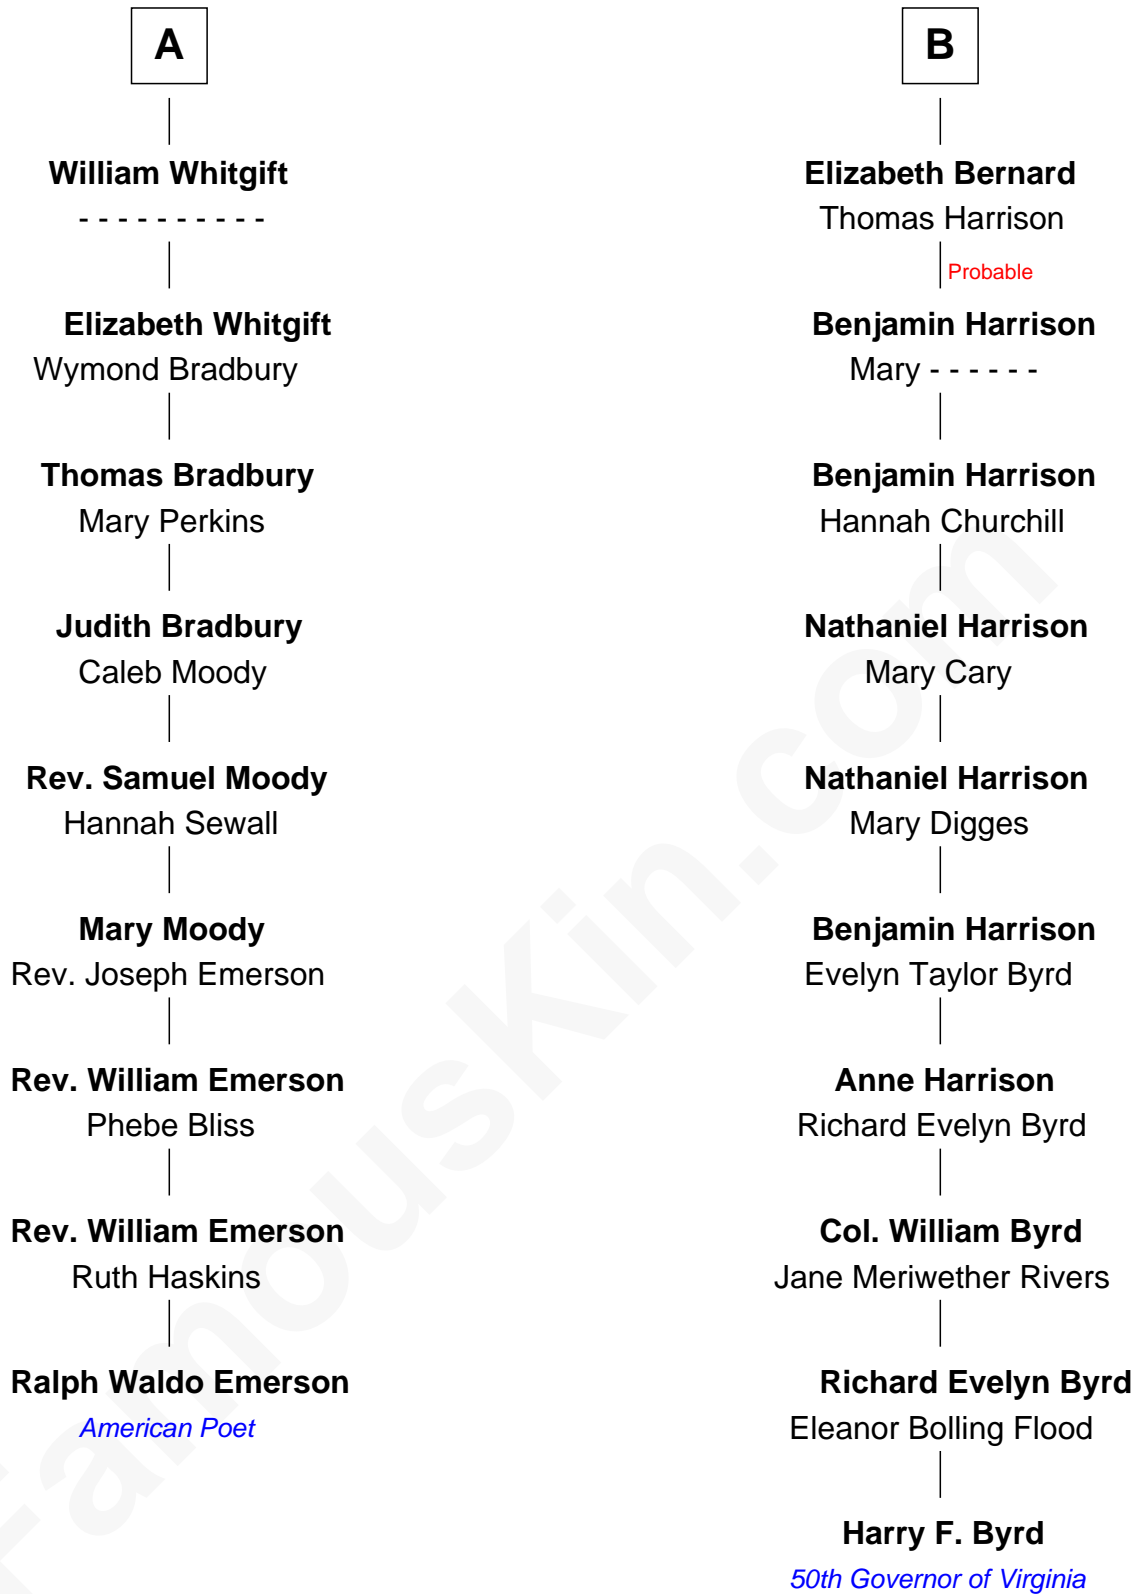 A
William Whitgift
- - - - - - - - - -
Elizabeth Whitgift
Wymond Bradbury
Thomas Bradbury
Mary Perkins
Judith Bradbury
Caleb Moody
Rev. Samuel Moody
Hannah Sewall
Mary Moody
Rev. Joseph Emerson
Rev. William Emerson
Phebe Bliss
Rev. William Emerson
Ruth Haskins
Ralph Waldo Emerson
American Poet
B
Elizabeth Bernard
Thomas Harrison
Probable
Benjamin Harrison
Mary - - - - - -
Benjamin Harrison
Hannah Churchill
Nathaniel Harrison
Mary Cary
Nathaniel Harrison
Mary Digges
Benjamin Harrison
Evelyn Taylor Byrd
Anne Harrison
Richard Evelyn Byrd
Col. William Byrd
Jane Meriwether Rivers
Richard Evelyn Byrd
Eleanor Bolling Flood
Harry F. Byrd
50th Governor of Virginia
FamousKin.com